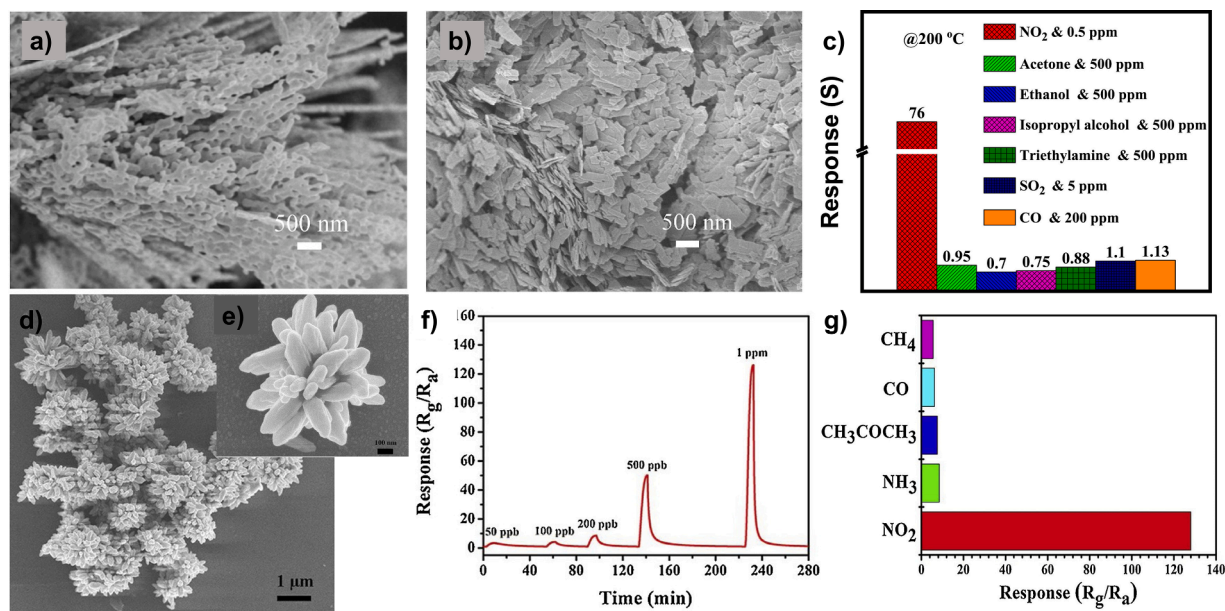 a)
500 nm
b)
500 nm
c)
Response (S)
@200 °C
NO₂ & 0.5 ppm
Acetone & 500 ppm
Ethanol & 500 ppm
Isopropyl alcohol & 500 ppm
Triethylamine & 500 ppm
SO₂ & 5 ppm
CO & 200 ppm
76
0.95
0.7
0.75
0.88
1.1
1.13
d)
1 μm
e)
100 nm
f)
Response (Rg/Ra)
160
140
120
100
80
60
40
20
0
50 ppb
100 ppb
200 ppb
500 ppb
1 ppm
0 40 80 120 160 200 240 280
Time (min)
g)
CH₄
CO
CH₃COCH₃
NH₃
NO₂
0 20 40 60 80 100 120 140
Response (Rg/Ra)